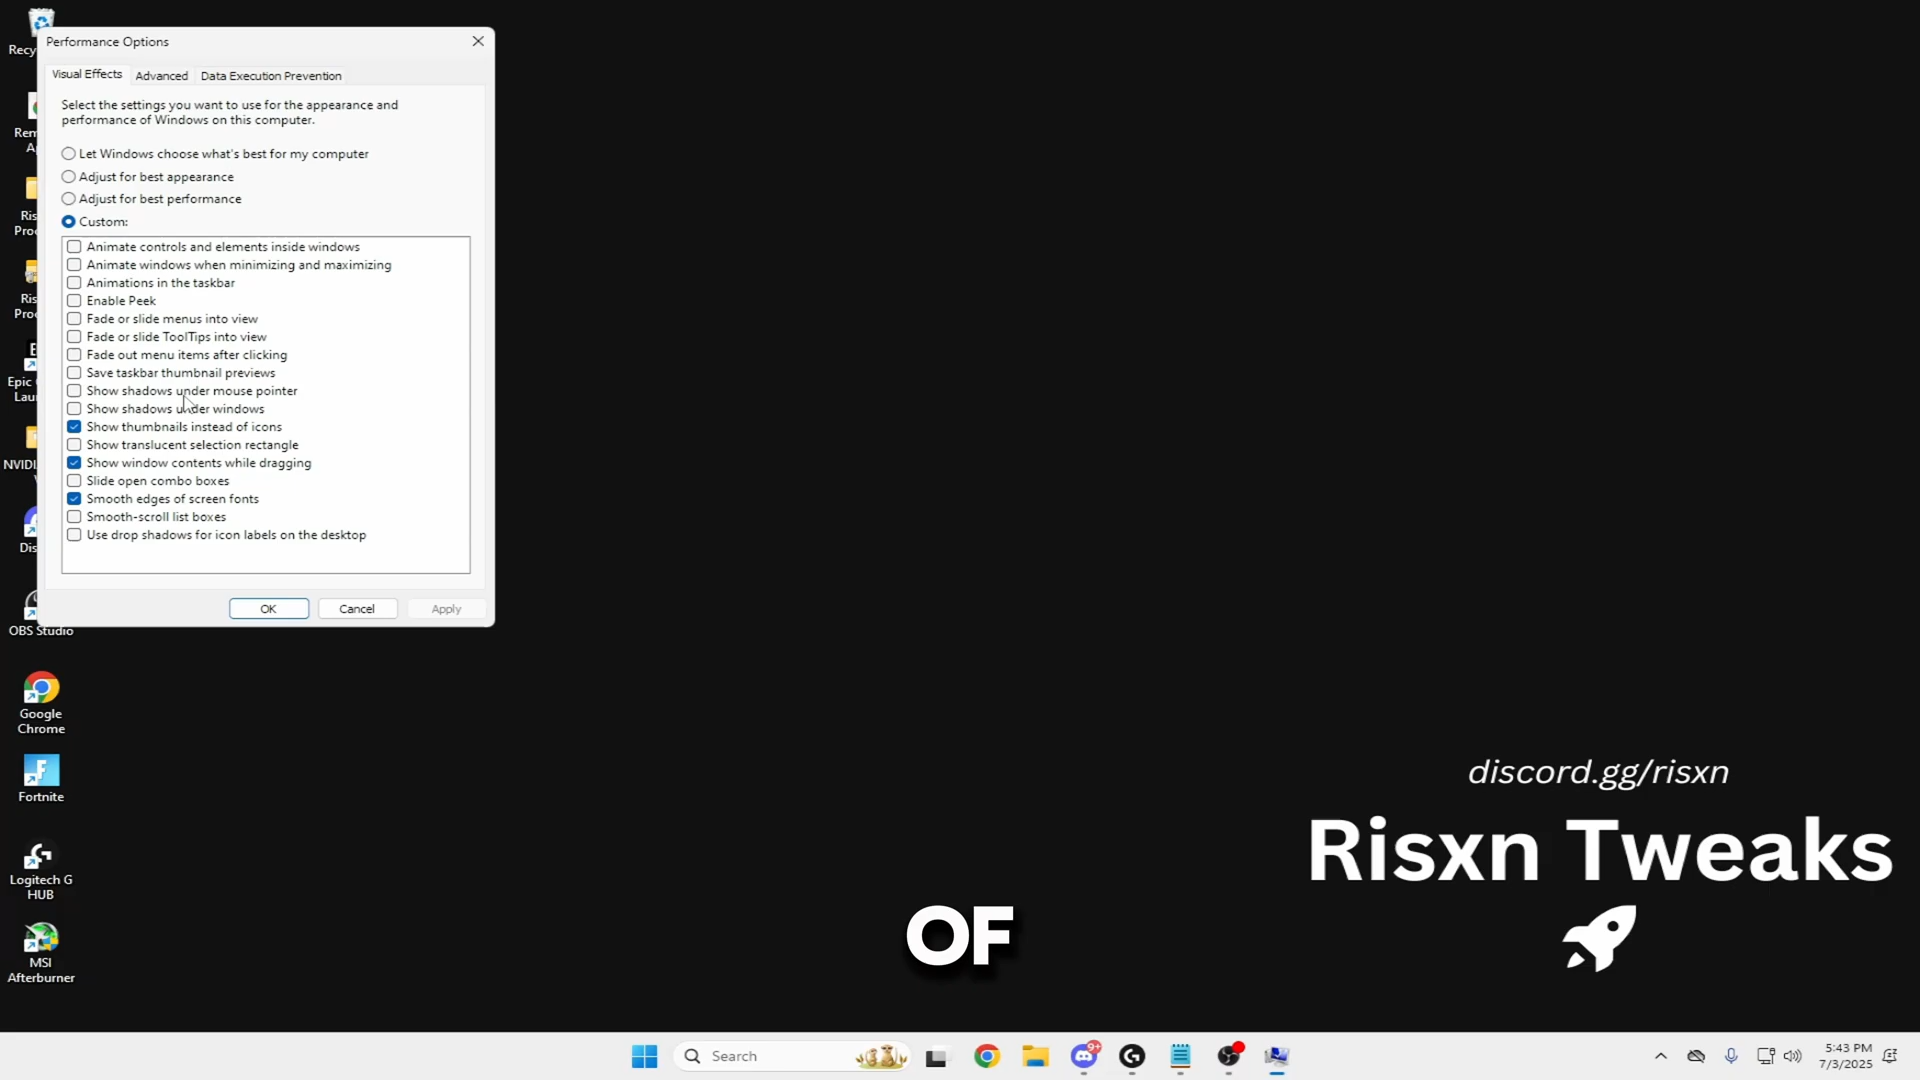 Performance Options
Visual Effects
Advanced
Data Execution Prevention
Select the settings you want to use for the appearance and
performance of Windows on this computer.
Let Windows choose what's best for my computer
Adjust for best appearance
Adjust for best performance
Custom:
Animate controls and elements inside windows
Animate windows when minimizing and maximizing
Animations in the taskbar
Enable Peek
Fade or slide menus into view
Fade or slide ToolTips into view
Fade out menu items after clicking
Save taskbar thumbnail previews
Show shadows under mouse pointer
Show shadows under windows
Show thumbnails instead of icons
Show translucent selection rectangle
Show window contents while dragging
Slide open combo boxes
Smooth edges of screen fonts
Smooth-scroll list boxes
Use drop shadows for icon labels on the desktop
OK
Cancel
Apply
Recy
Ris
Ris
Epic
NVIDI
Dis
OBS Studio
Google
Chrome
Fortnite
Logitech G
HUB
MSI
Afterburner
discord.gg/risxn
Risxn Tweaks
OF
Search
9+
5:43 PM
7/3/2025